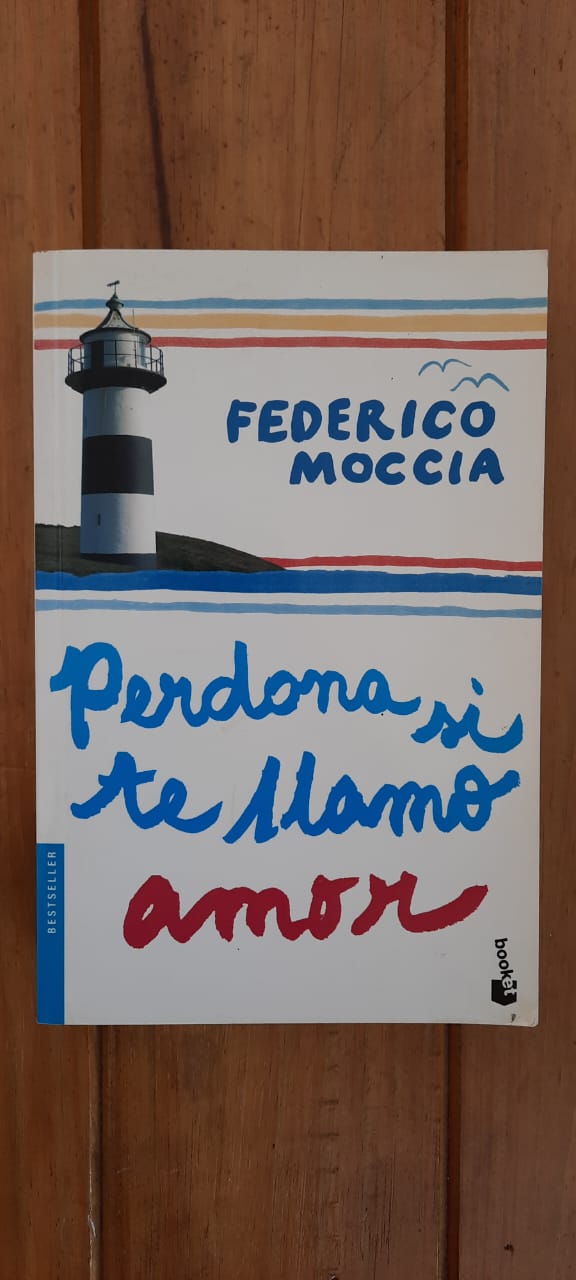 FEDERICO
MOCCIA
Perdona si
te llamo
amor
BESTSELLER
booket